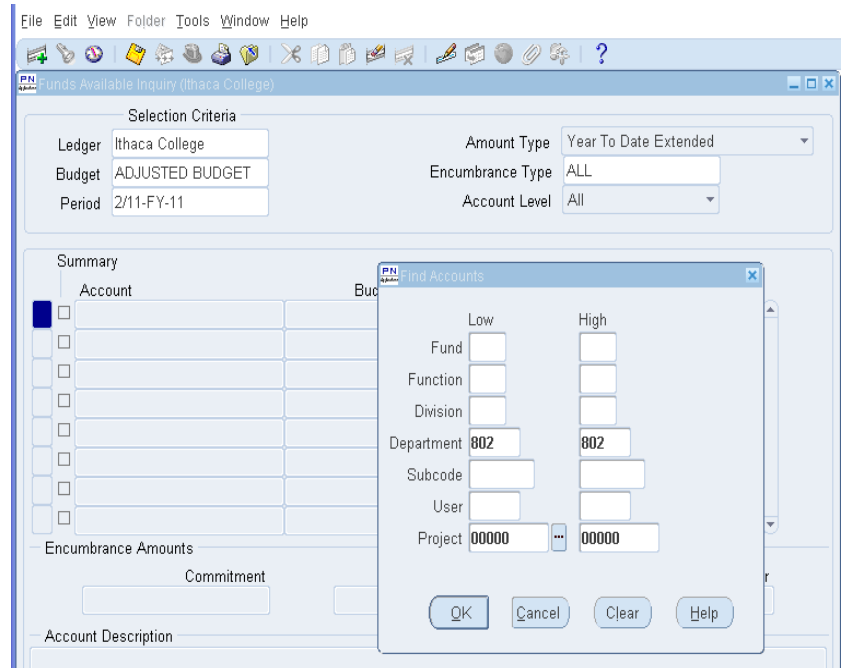 File Edit View Folder Tools Window Help
PN Funds Available Inquiry (Ithaca College)
Selection Criteria
Ledger Ithaca College Amount Type Year To Date Extended
Budget ADJUSTED BUDGET Encumbrance Type ALL
Period 2/11-FY-11 Account Level All
Summary
Account Bud
PN Find Accounts
Low High
Fund
Function
Division
Department 802 802
Subcode
User
Project 00000 ... 00000
OK Cancel Clear Help
Encumbrance Amounts
Commitment r
Account Description